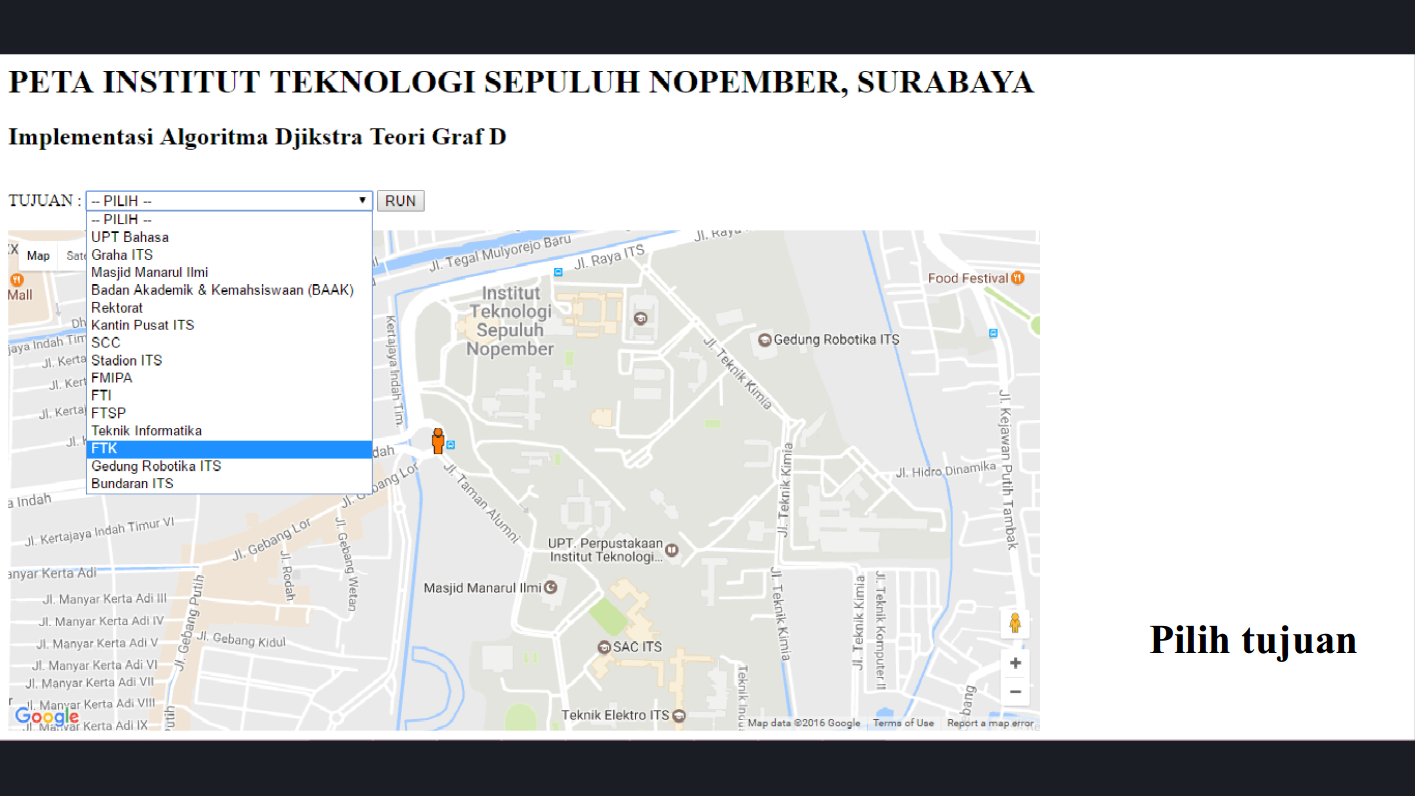 PETA INSTITUT TEKNOLOGI SEPULUH NOPEMBER, SURABAYA
Implementasi Algoritma Djikstra Teori Graf D
TUJUAN : -- PILIH -- RUN
-- PILIH --
UPT Bahasa
Graha ITS
Masjid Manarul Ilmi
Badan Akademik & Kemahsiswaan (BAAK)
Rektorat
Kantin Pusat ITS
SCC
Stadion ITS
FMIPA
FTI
FTSP
Teknik Informatika
FTK
Gedung Robotika ITS
Bundaran ITS
Map
Mall
Jl. Tegal Mulyorejo Baru
Jl. Raya ITS
Jl. Raya
Food Festival
Institut
Teknologi
Sepuluh
Nopember
Kertajaya Indah Tim.
Gedung Robotika ITS
Jl. Teknik Kimia
Jl. Kejawan Putih Tambak
Jl. Hidro Dinamika
Jl. Teknik Kimia
Jl. Taman Alumni
UPT. Perpustakaan
Institut Teknologi...
Masjid Manarul Ilmi
SAC ITS
Teknik Elektro ITS
Jl. Teknik Kimia
Jl. Teknik Kimia
Jl. Teknik Komputer II
a Indah
Jl. Kertajaya Indah Timur VI
Jl. Gebang Lor
Jl. Gebang Lor
Jl. Gebang Wetan
Jl. Rodah
anyar Kerta Adi
Jl. Manyar Kerta Adi III
Jl. Manyar Kerta Adi IV
Jl. Manyar Kerta Adi V
Jl. Manyar Kerta Adi VI
Jl. Manyar Kerta Adi VII
Jl. Manyar Kerta Adi VIII
Kerta Adi IX
Jl. Gebang Putih
Jl. Gebang Kidul
Pilih tujuan
+
−
Google
Map data ©2016 Google
Terms of Use
Report a map error